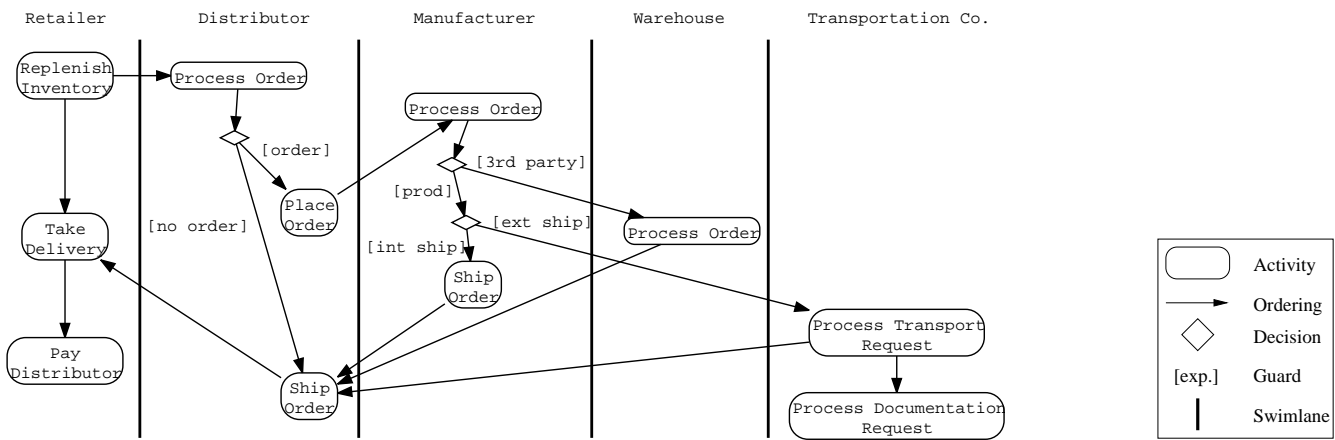 Retailer
Distributor
Manufacturer
Warehouse
Transportation Co.
Replenish
Inventory
Process Order
Process Order
[order]
[3rd party]
[prod]
Place
Order
[no order]
[ext ship]
Take
Delivery
Process Order
[int ship]
Ship
Order
Process Transport
Request
Pay
Distributor
Ship
Order
Process Documentation
Request
Activity
Ordering
Decision
[exp.]
Guard
Swimlane